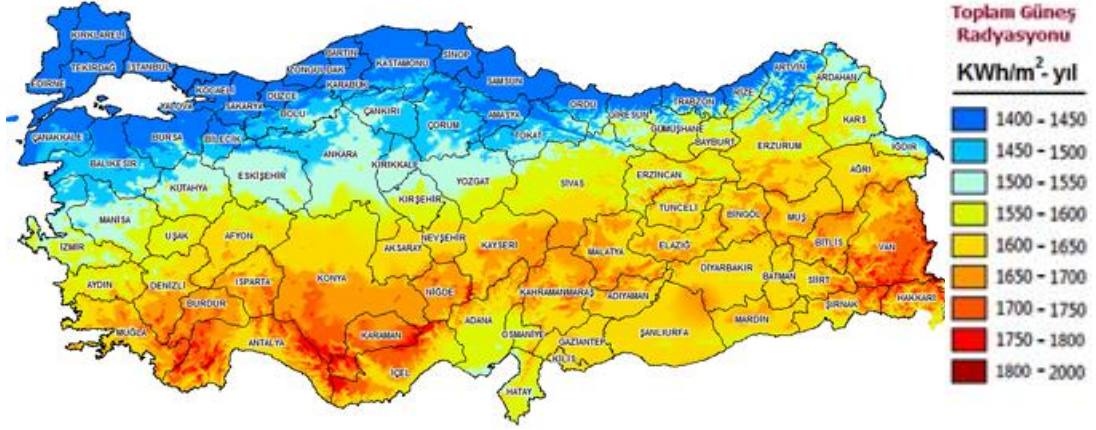 Toplam Güneş
Radyasyonu
KWh/m²- yıl
1400 - 1450
1450 - 1500
1500 - 1550
1550 - 1600
1600 - 1650
1650 - 1700
1700 - 1750
1750 - 1800
1800 - 2000
KIRKLARELİ
EDİRNE
TEKİRDAĞ
İSTANBUL
KOCAELİ
YALOVA
SAKARYA
DÜZCE
ZONGULDAK
BARTIN
KARABÜK
KASTAMONU
SİNOP
SAMSUN
ORDU
GİRESUN
TRABZON
RİZE
ARTVİN
ARDAHAN
ÇANAKKALE
BALIKESİR
BURSA
BİLECİK
BOLU
ÇANKIRI
ÇORUM
AMASYA
TOKAT
GÜMÜŞHANE
BAYBURT
ERZURUM
KARS
IĞDIR
KÜTAHYA
ESKİŞEHİR
ANKARA
KIRIKKALE
YOZGAT
SİVAS
ERZİNCAN
AĞRI
MANİSA
UŞAK
AFYON
KIRŞEHİR
NEVŞEHİR
AKSARAY
KAYSERİ
MALATYA
TUNCELİ
ELAZIĞ
BİNGÖL
MUŞ
BİTLİS
VAN
İZMİR
AYDIN
DENİZLİ
BURDUR
ISPARTA
KONYA
NİĞDE
KAHRAMANMARAŞ
ADIYAMAN
DİYARBAKIR
BATMAN
SİİRT
ŞIRNAK
HAKKARİ
MUĞLA
ANTALYA
KARAMAN
İÇEL
ADANA
OSMANİYE
GAZİANTEP
KİLİS
ŞANLIURFA
MARDİN
HATAY